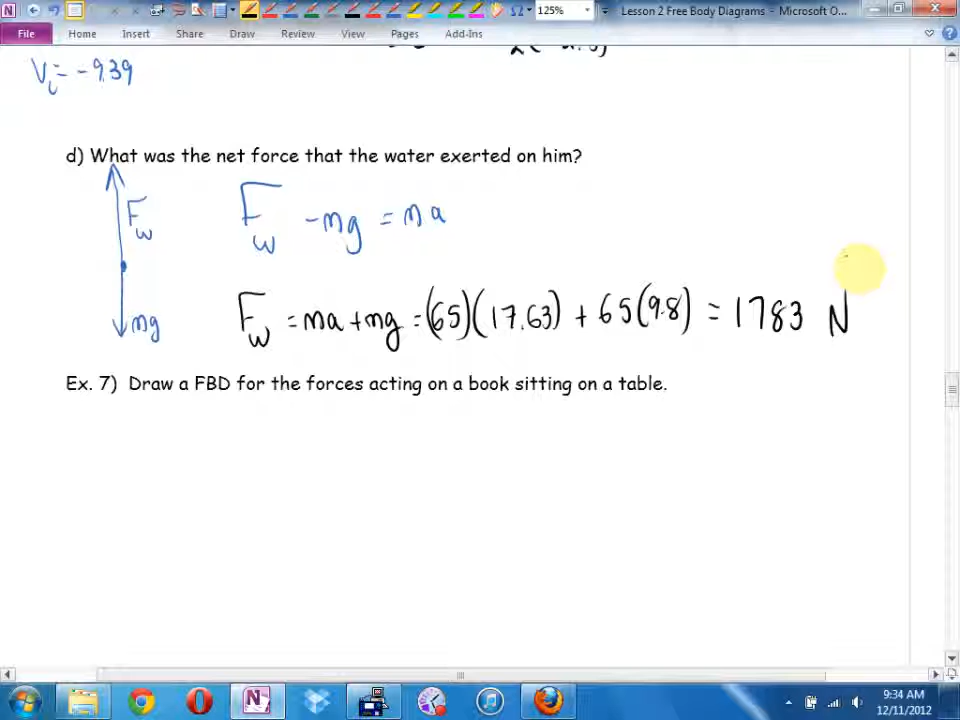 125%
Lesson 2 Free Body Diagrams - Microsoft O...
File Home Insert Share Draw Review View Pages Add-Ins
Vi = -9.39
d) What was the net force that the water exerted on him?
Fw
Fw - mg = ma
mg
Fw = ma + mg = (65)(17.63) + 65(9.8) = 1783 N
Ex. 7) Draw a FBD for the forces acting on a book sitting on a table.
9:34 AM
12/11/2012